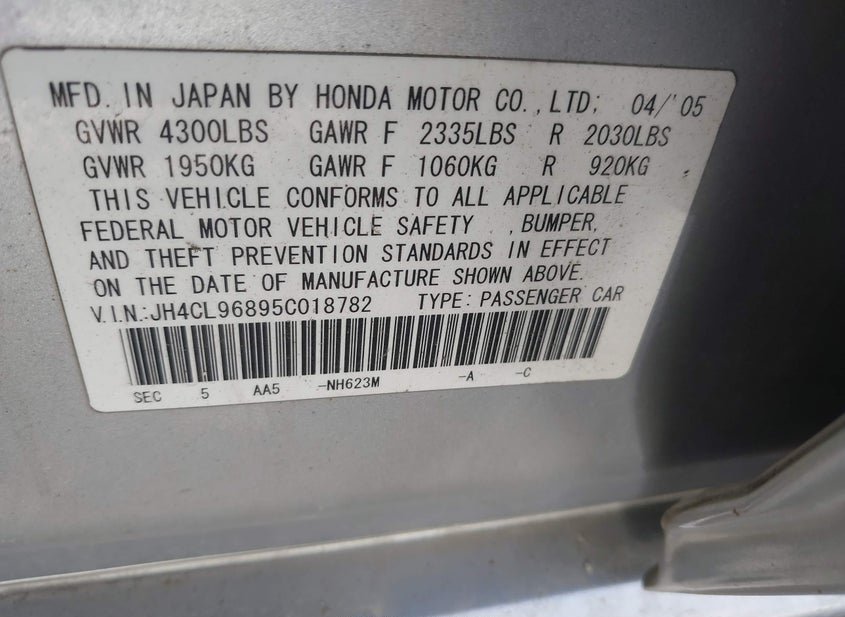 MFD. IN JAPAN BY HONDA MOTOR CO.,LTD; 04/'05
GVWR 4300LBS GAWR F 2335LBS R 2030LBS
GVWR 1950KG GAWR F 1060KG R 920KG
THIS VEHICLE CONFORMS TO ALL APPLICABLE
FEDERAL MOTOR VEHICLE SAFETY , BUMPER,
AND THEFT PREVENTION STANDARDS IN EFFECT
ON THE DATE OF MANUFACTURE SHOWN ABOVE.
V.I.N.:JH4CL96895C018782 TYPE: PASSENGER CAR
SEC 5 AA5 -NH623M -A -C